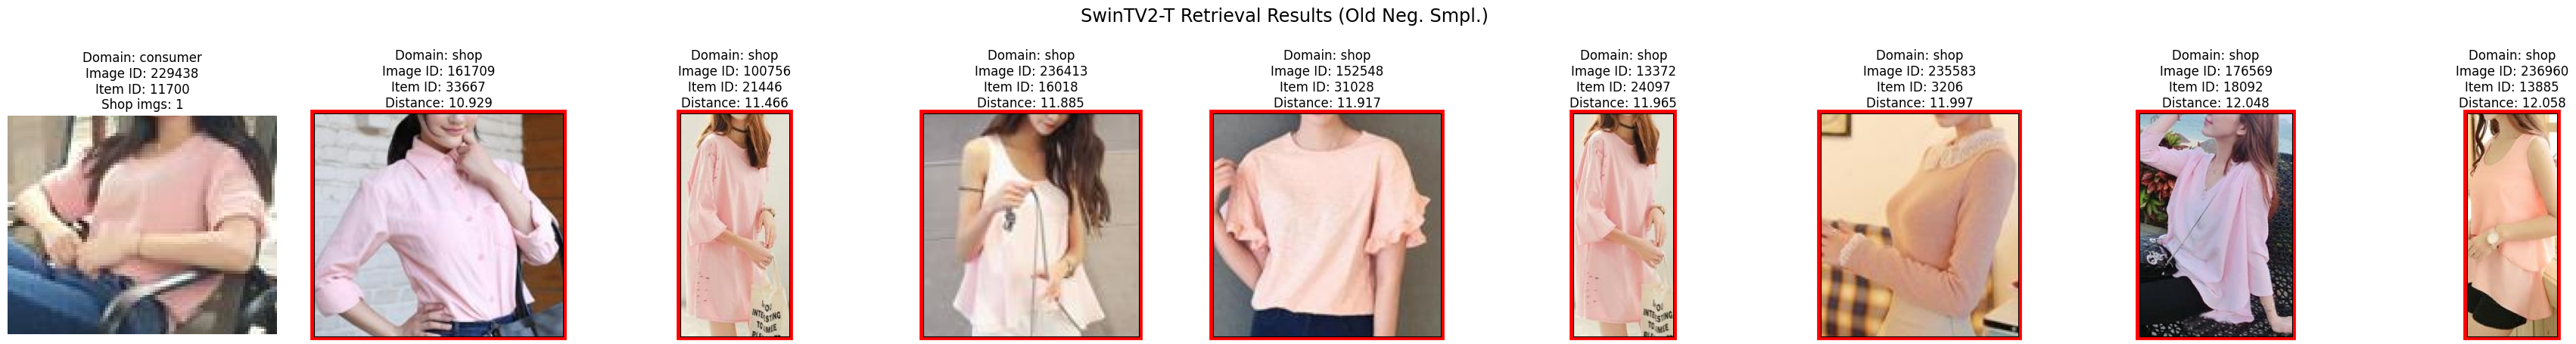 SwinTV2-T Retrieval Results (Old Neg. Smpl.)
Domain: consumer
Image ID: 229438
Item ID: 11700
Shop imgs: 1
Domain: shop
Image ID: 161709
Item ID: 33667
Distance: 10.929
Domain: shop
Image ID: 100756
Item ID: 21446
Distance: 11.466
Domain: shop
Image ID: 236413
Item ID: 16018
Distance: 11.885
Domain: shop
Image ID: 152548
Item ID: 31028
Distance: 11.917
Domain: shop
Image ID: 13372
Item ID: 24097
Distance: 11.965
Domain: shop
Image ID: 235583
Item ID: 3206
Distance: 11.997
Domain: shop
Image ID: 176569
Item ID: 18092
Distance: 12.048
Domain: shop
Image ID: 236960
Item ID: 13885
Distance: 12.058